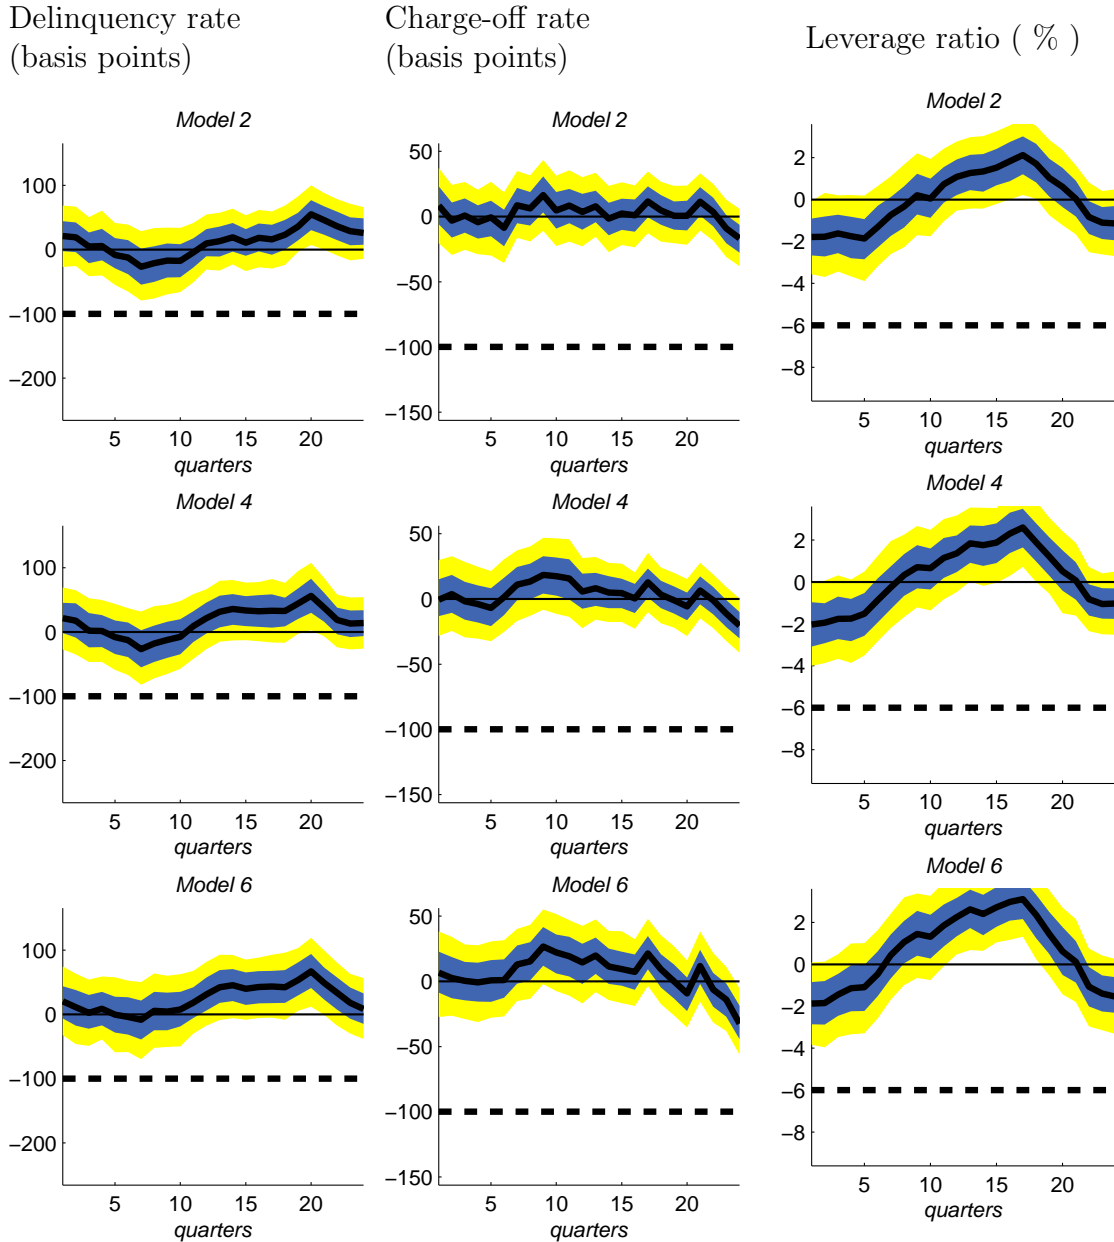 Delinquency rate
(basis points)
Charge-off rate
(basis points)
Leverage ratio ( % )
Model 2
100
0
−100
−200
5 10 15 20
quarters
Model 2
50
0
−50
−100
−150
5 10 15 20
quarters
Model 2
2
0
−2
−4
−6
−8
5 10 15 20
quarters
Model 4
100
0
−100
−200
5 10 15 20
quarters
Model 4
50
0
−50
−100
−150
5 10 15 20
quarters
Model 4
2
0
−2
−4
−6
−8
5 10 15 20
quarters
Model 6
100
0
−100
−200
5 10 15 20
quarters
Model 6
50
0
−50
−100
−150
5 10 15 20
quarters
Model 6
2
0
−2
−4
−6
−8
5 10 15 20
quarters